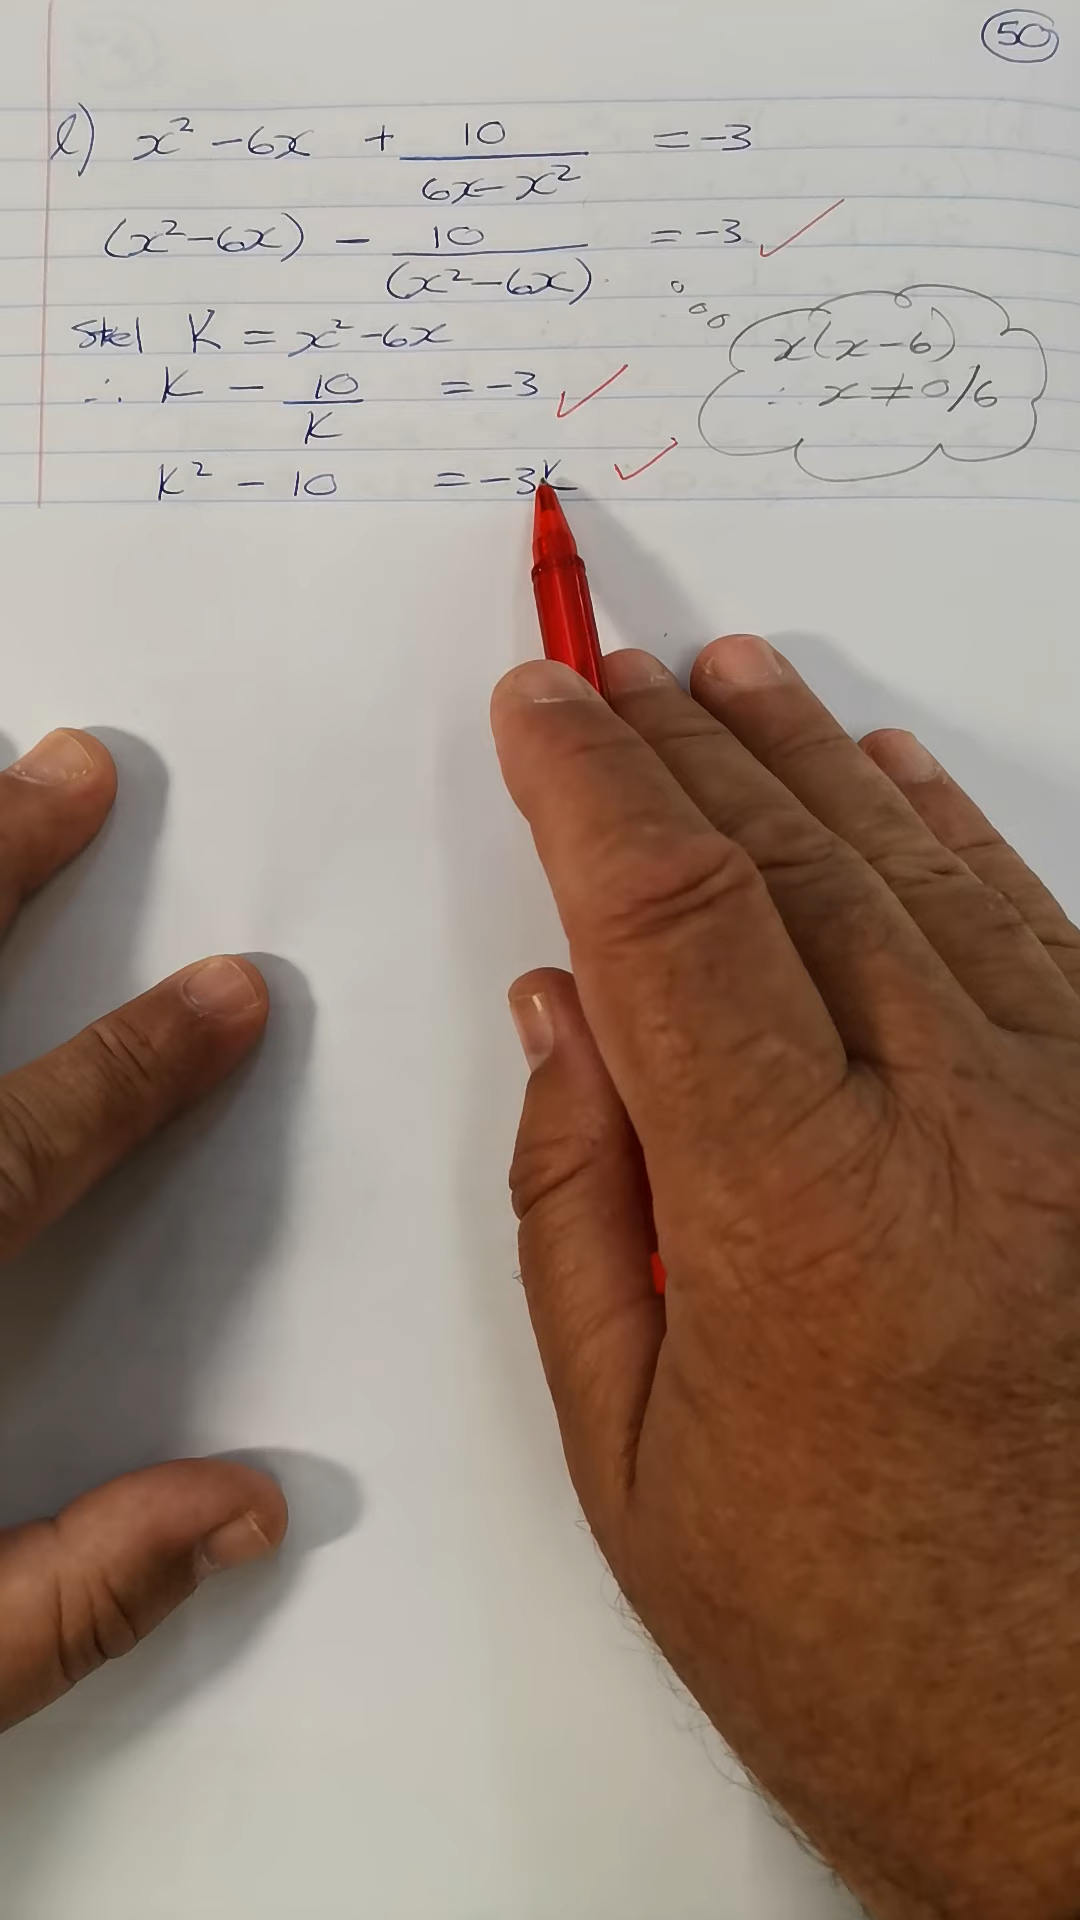 50
l) x² - 6x + 10/(6x - x²) = -3
(x² - 6x) - 10/(x² - 6x) = -3
Stel K = x² - 6x
∴ K - 10/K = -3
K² - 10 = -3K
x(x - 6)
∴ x ≠ 0/6